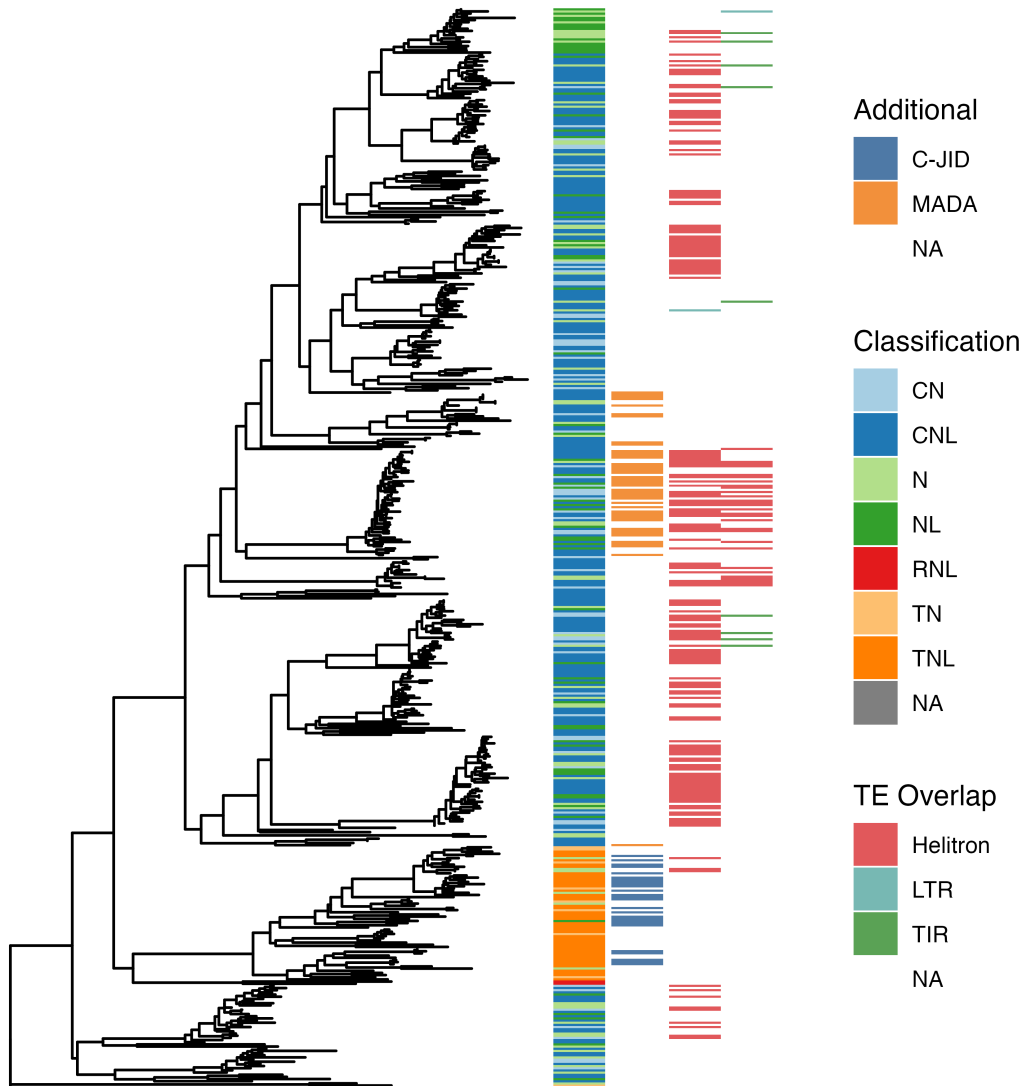 Additional
C-JID
MADA
NA
Classification
CN
CNL
N
NL
RNL
TN
TNL
NA
TE Overlap
Helitron
LTR
TIR
NA